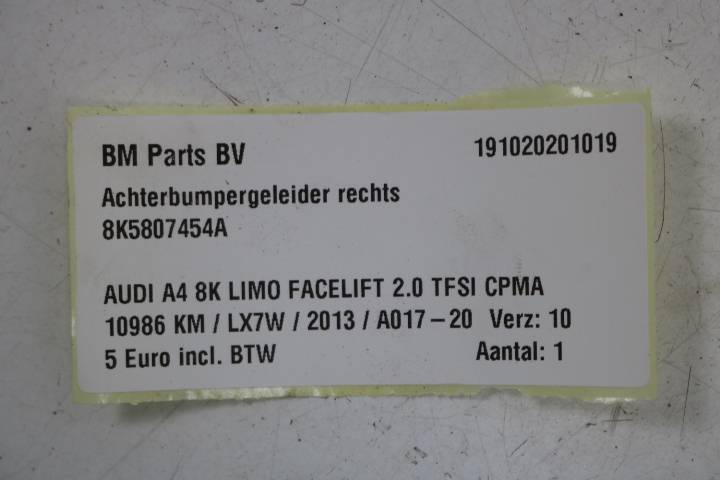 BM Parts BV 191020201019
Achterbumpergeleider rechts
8K5807454A
AUDI A4 8K LIMO FACELIFT 2.0 TFSI CPMA
10986 KM / LX7W / 2013 / A017-20 Verz: 10
5 Euro incl. BTW Aantal: 1